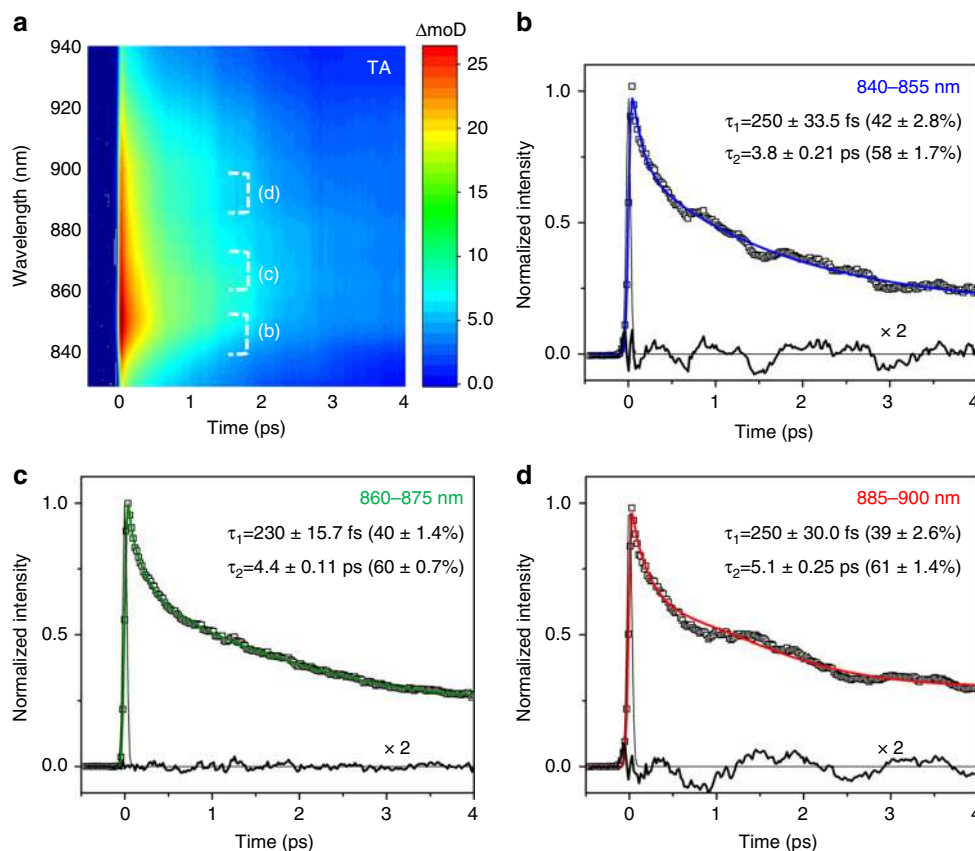 a
ΔmoD
940
TA
25
920
20
900
(d)
15
880
(c)
10
860
(b)
5.0
840
0.0
0 1 2 3 4
Wavelength (nm)
Time (ps)
b
840–855 nm
1.0
τ1=250 ± 33.5 fs (42 ± 2.8%)
τ2=3.8 ± 0.21 ps (58 ± 1.7%)
0.5
× 2
0.0
0 1 2 3 4
Normalized intensity
Time (ps)
c
860–875 nm
1.0
τ1=230 ± 15.7 fs (40 ± 1.4%)
τ2=4.4 ± 0.11 ps (60 ± 0.7%)
0.5
× 2
0.0
0 1 2 3 4
Normalized intensity
Time (ps)
d
885–900 nm
1.0
τ1=250 ± 30.0 fs (39 ± 2.6%)
τ2=5.1 ± 0.25 ps (61 ± 1.4%)
0.5
× 2
0.0
0 1 2 3 4
Normalized intensity
Time (ps)